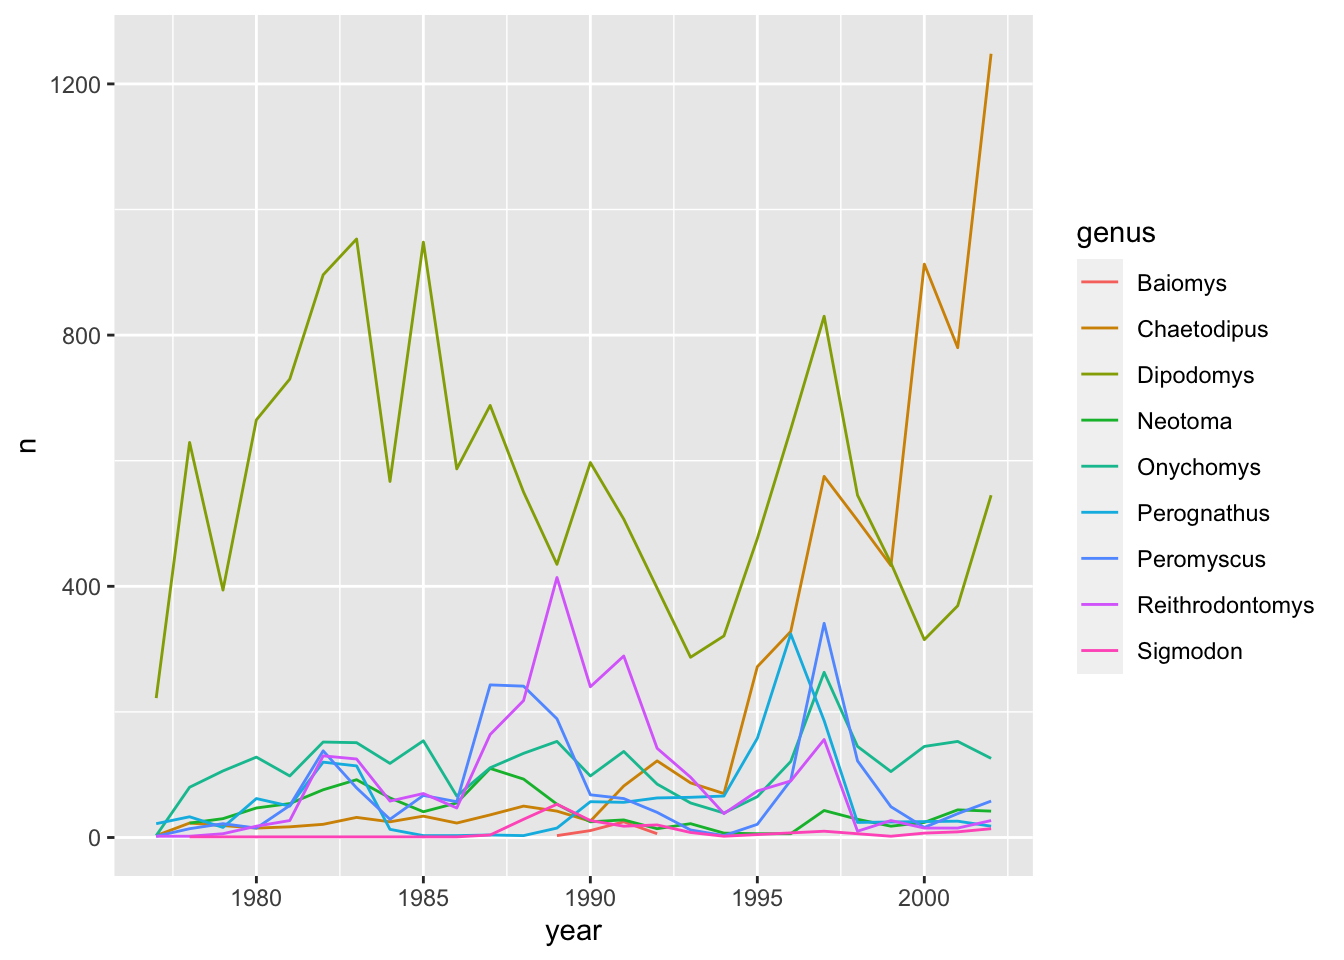 1200
800
400
0
n
1980
1985
1990
1995
2000
year
genus
Baiomys
Chaetodipus
Dipodomys
Neotoma
Onychomys
Perognathus
Peromyscus
Reithrodontomys
Sigmodon